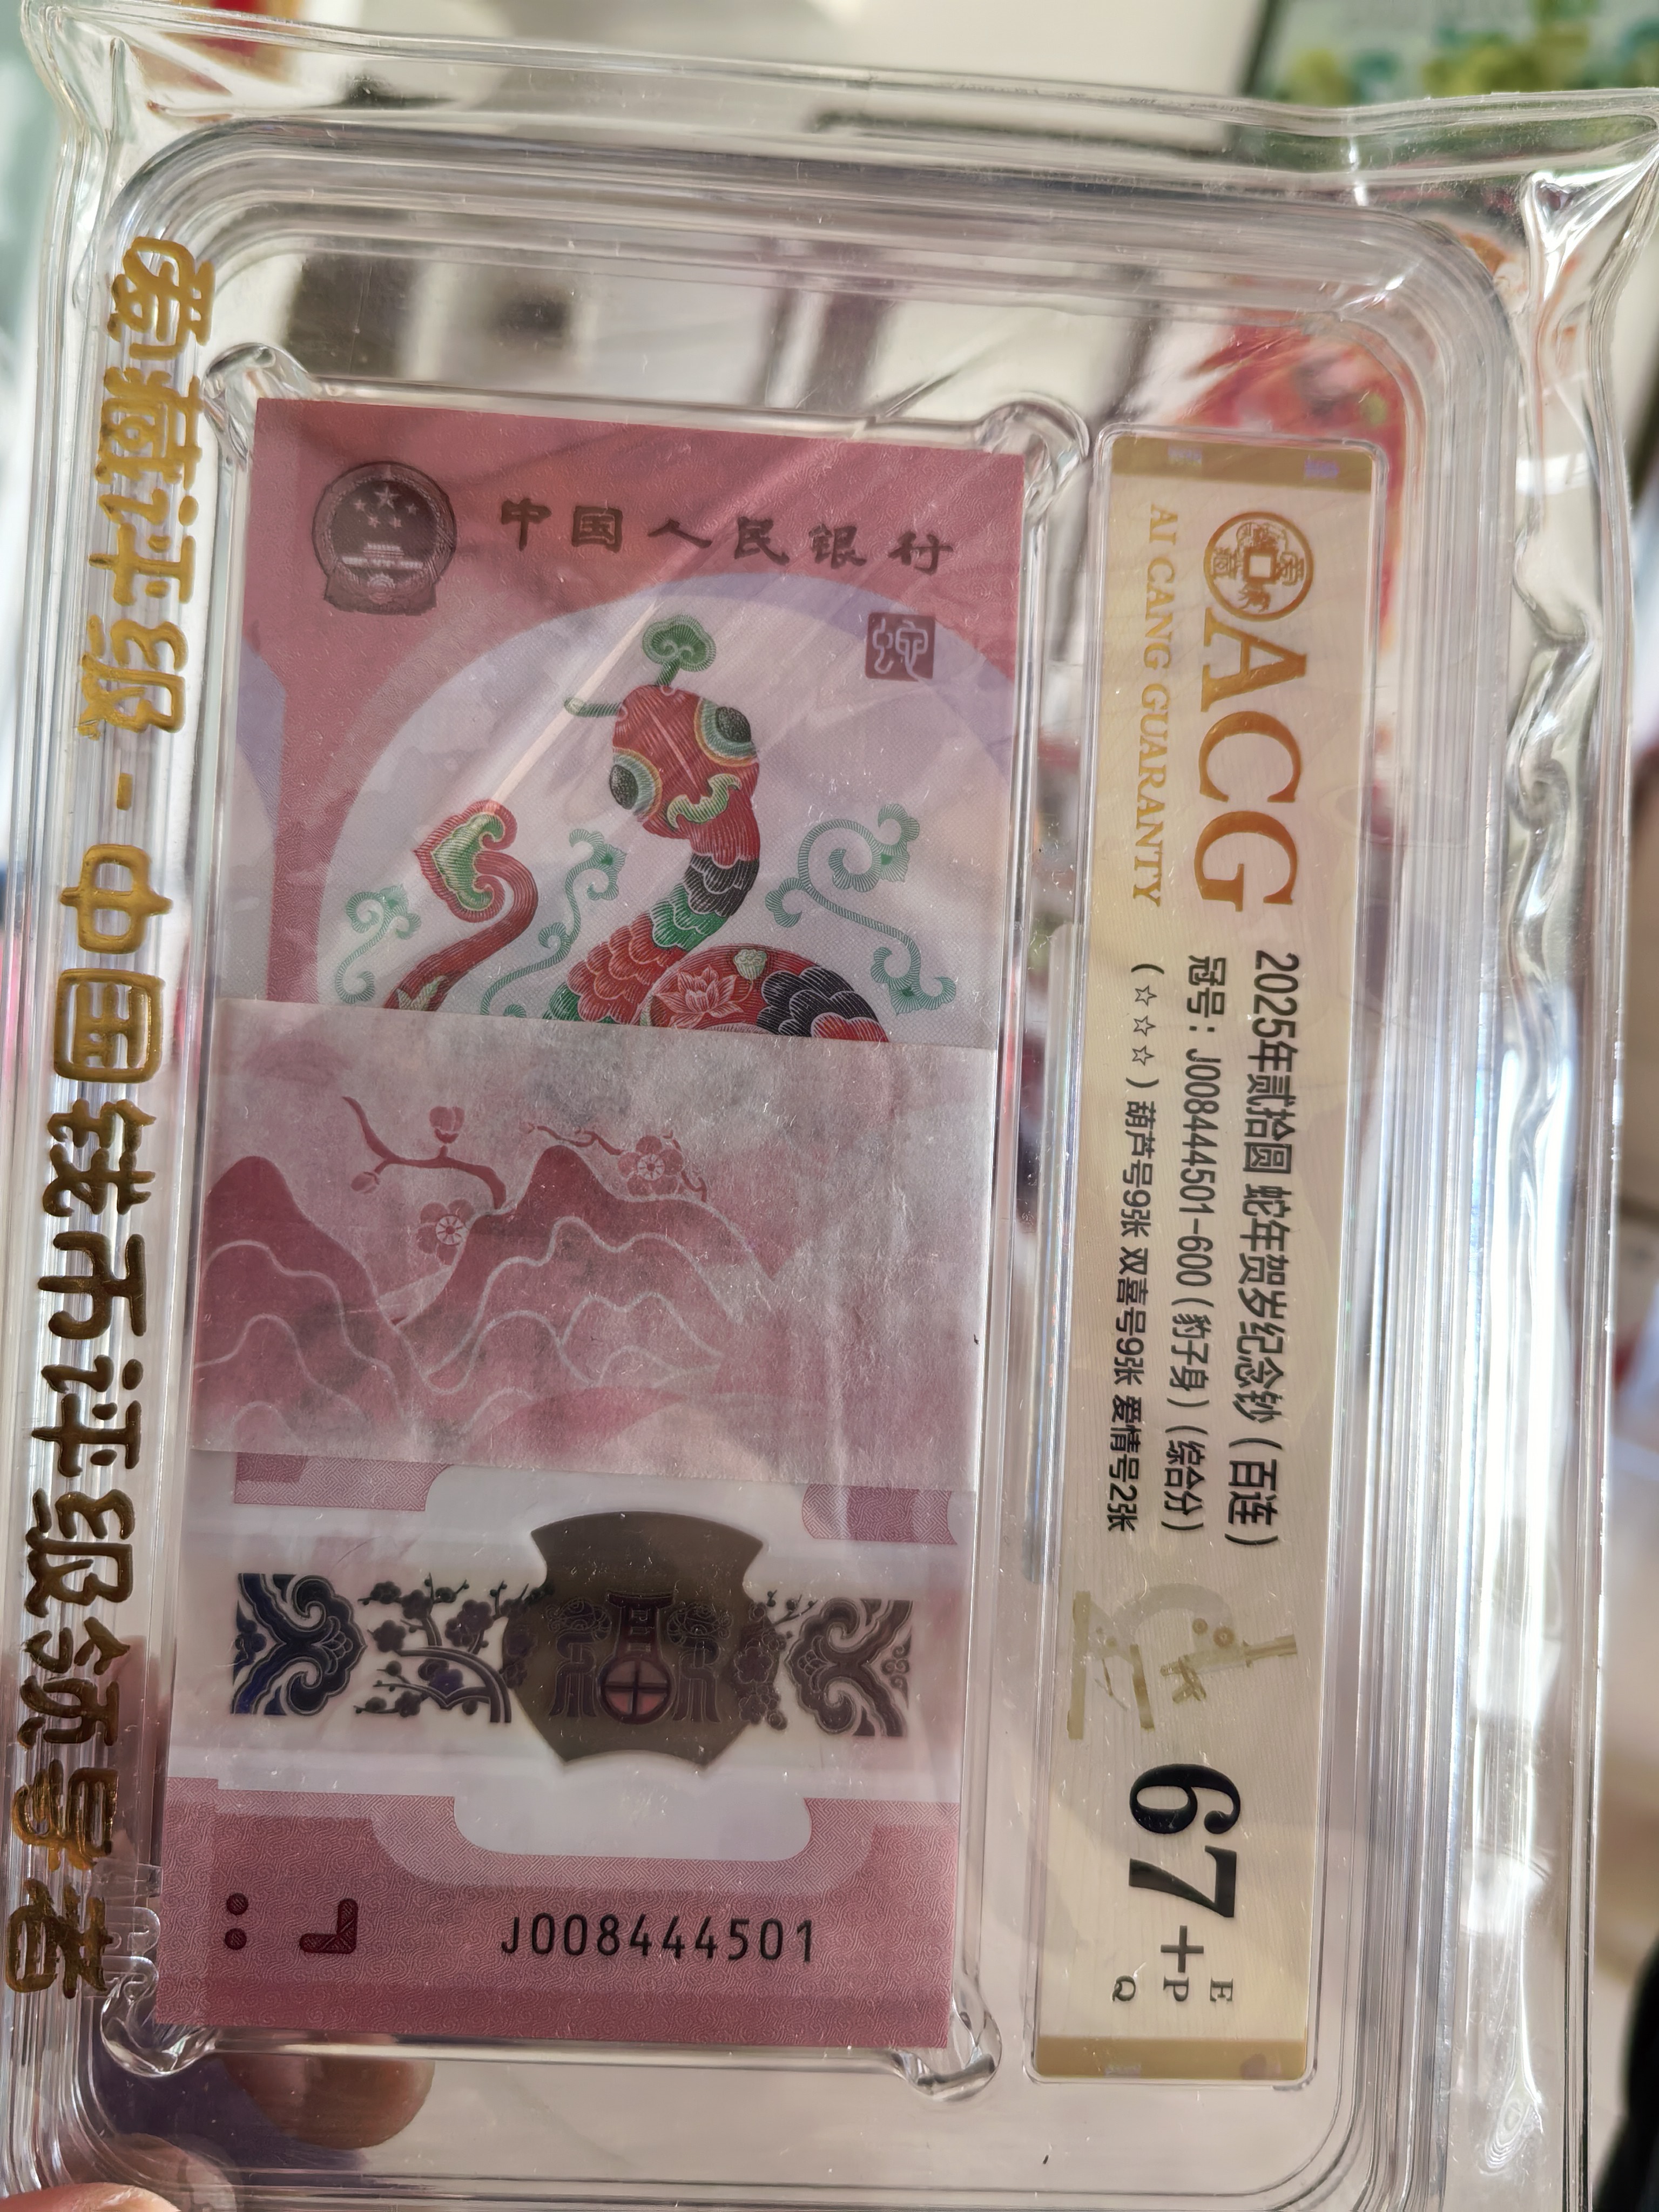 爱藏评级-中国钱币评级领导者
中国人民银行
蛇
J008444501
ACG
AI CANG GUARANTY
2025年贰拾圆 蛇年贺岁纪念钞（百连）
冠号：J008444501-600（豹子身）（综合分）
（☆☆☆）葫芦号9张 双喜号9张 爱情号2张
67+
E
P
Q